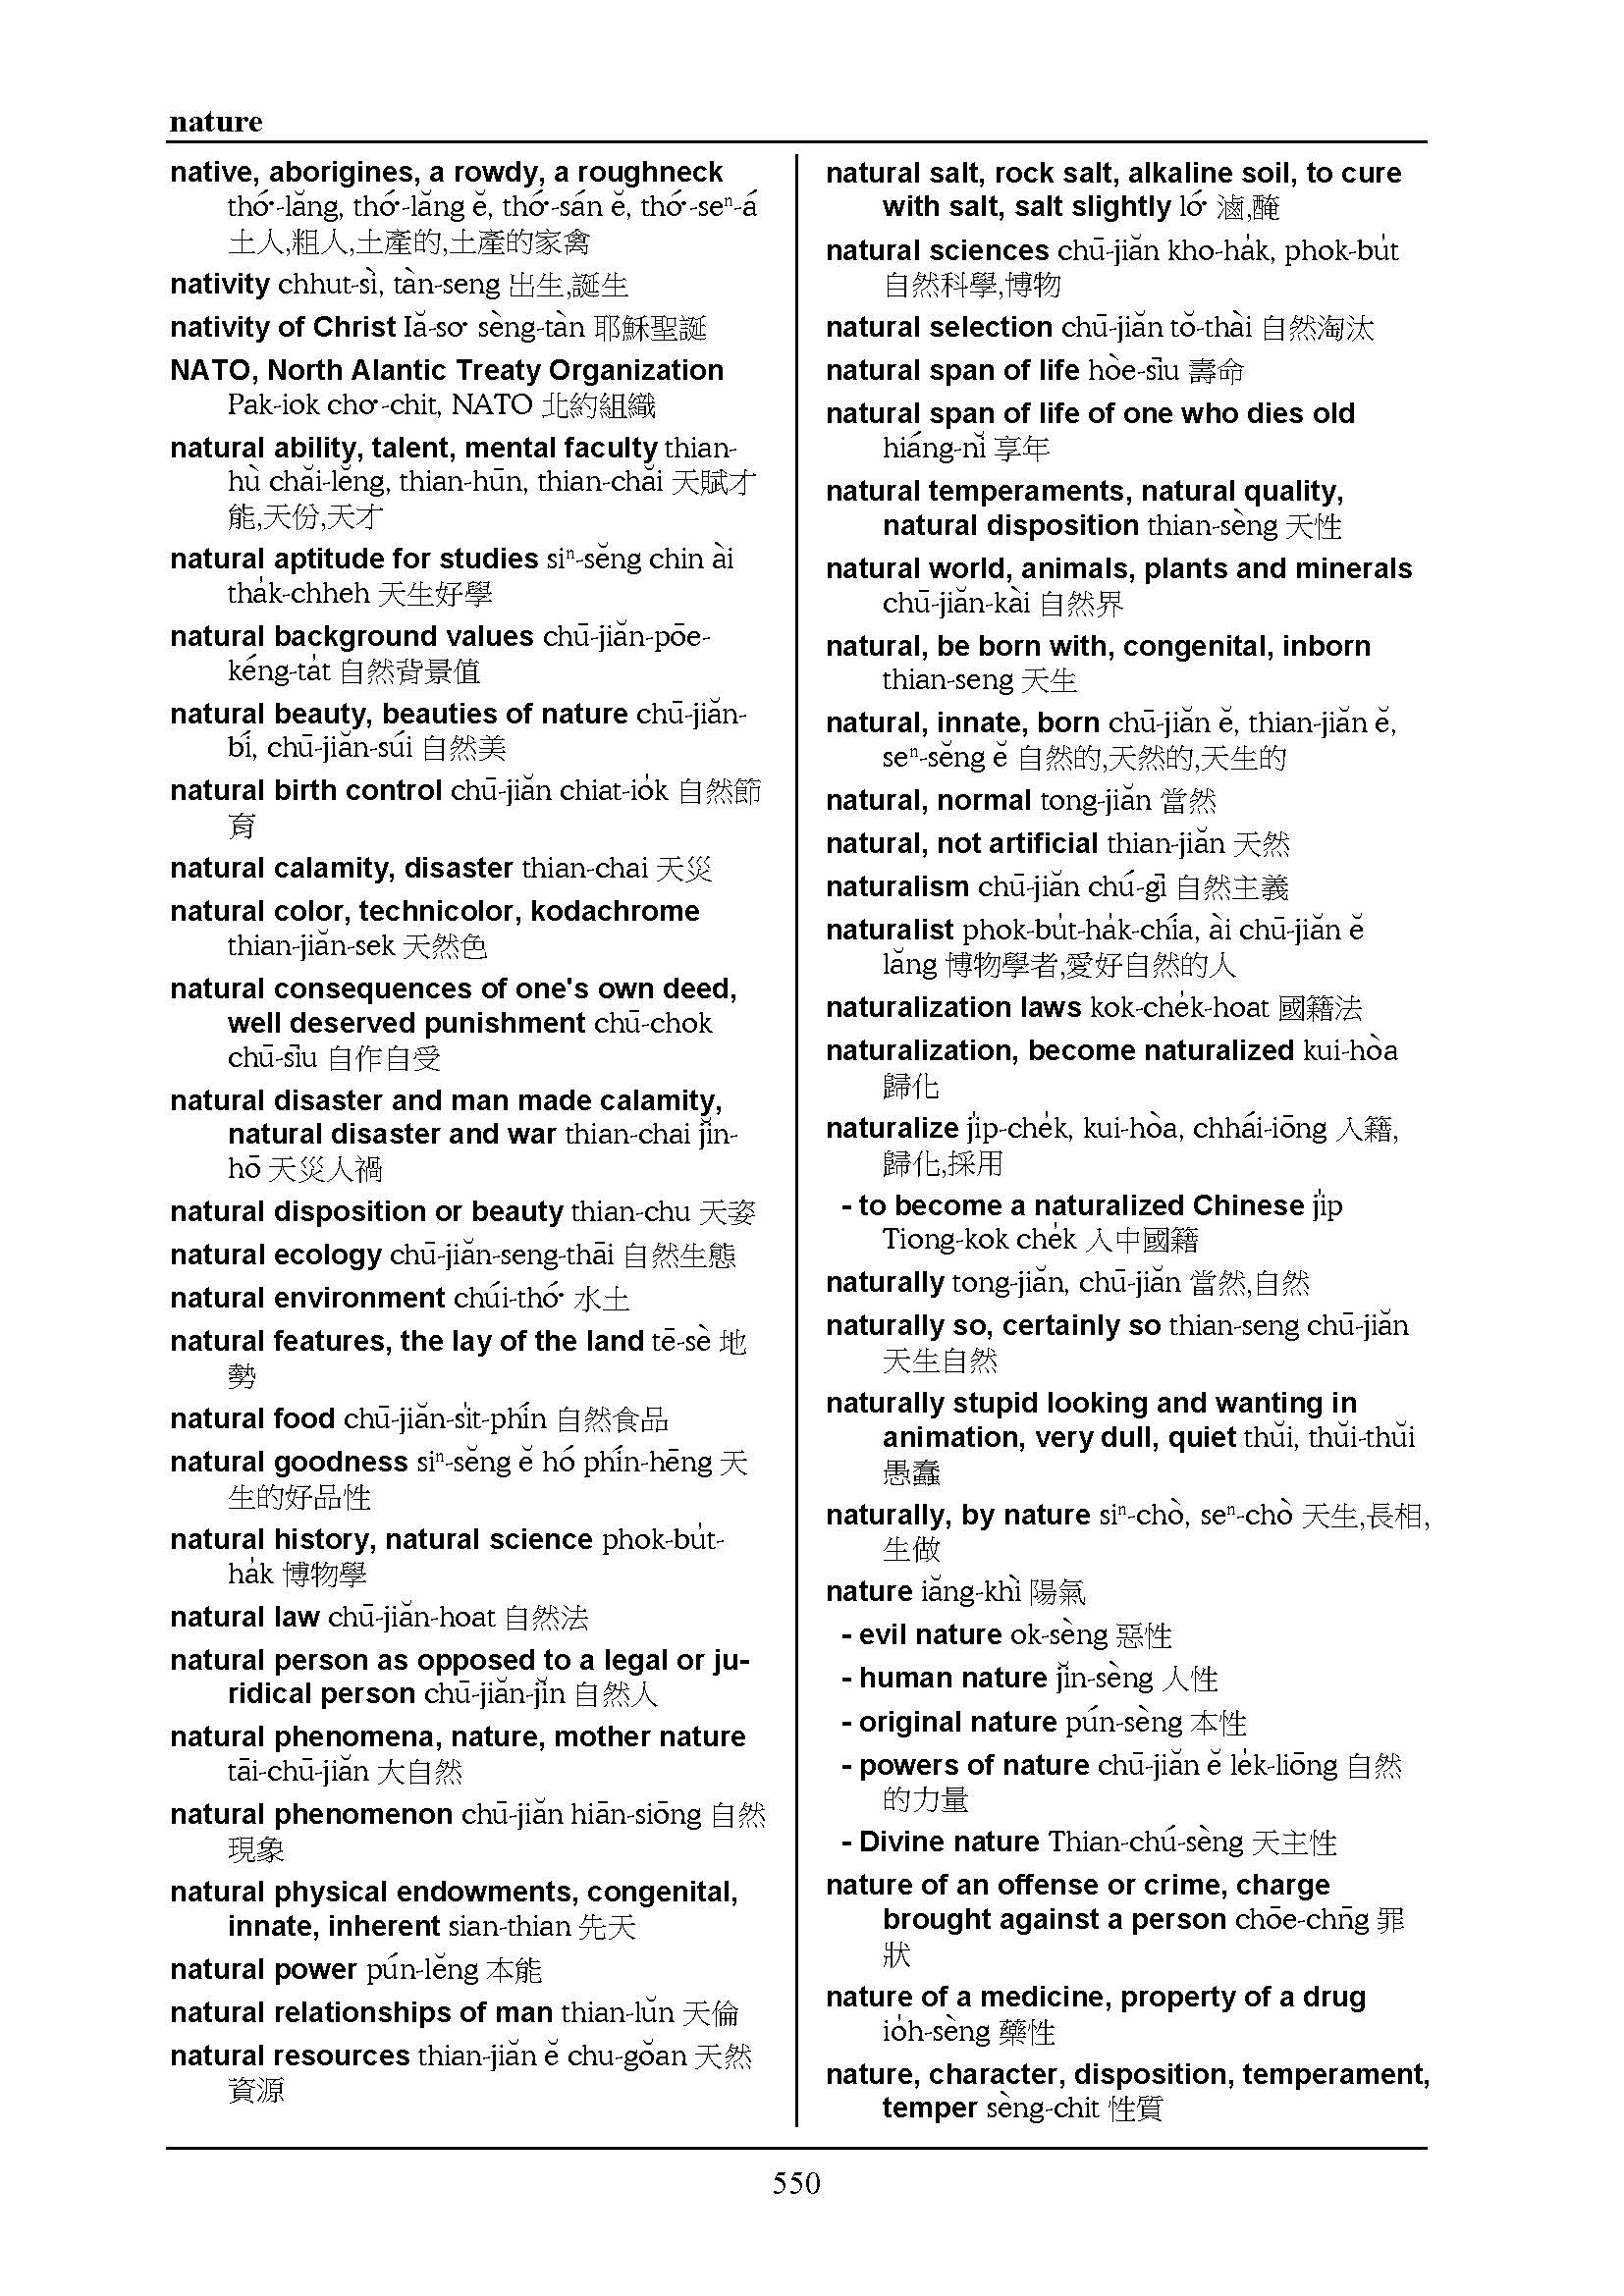 nature
native, aborigines, a rowdy, a roughneck
thó͘-lăng, thó͘-lăng ĕ, thó͘-sán ĕ, thó͘-seⁿ-á
土人,粗人,土產的,土產的家禽
nativity chhut-sì, tàn-seng 出生,誕生
nativity of Christ Iă-so͘ sèng-tàn 耶穌聖誕
NATO, North Alantic Treaty Organization
Pak-iok cho͘-chit, NATO 北約組織
natural ability, talent, mental faculty thian-
hù chăi-lĕng, thian-hūn, thian-chăi 天賦才
能,天份,天才
natural aptitude for studies siⁿ-sĕng chin ài
tha̍k-chheh 天生好學
natural background values chū-jiăn-pōe-
kéng-ta̍t 自然背景值
natural beauty, beauties of nature chū-jiăn-
bí, chū-jiăn-súi 自然美
natural birth control chū-jiăn chiat-io̍k 自然節
育
natural calamity, disaster thian-chai 天災
natural color, technicolor, kodachrome
thian-jiăn-sek 天然色
natural consequences of one's own deed,
well deserved punishment chū-chok
chū-sīu 自作自受
natural disaster and man made calamity,
natural disaster and war thian-chai jĭn-
hō 天災人禍
natural disposition or beauty thian-chu 天姿
natural ecology chū-jiăn-seng-thāi 自然生態
natural environment chúi-thó͘ 水土
natural features, the lay of the land tē-sè 地
勢
natural food chū-jiăn-si̍t-phín 自然食品
natural goodness siⁿ-sĕng ĕ hó phín-hēng 天
生的好品性
natural history, natural science phok-bu̍t-
ha̍k 博物學
natural law chū-jiăn-hoat 自然法
natural person as opposed to a legal or ju-
ridical person chū-jiăn-jĭn 自然人
natural phenomena, nature, mother nature
tāi-chū-jiăn 大自然
natural phenomenon chū-jiăn hiān-siōng 自然
現象
natural physical endowments, congenital,
innate, inherent sian-thian 先天
natural power pún-lĕng 本能
natural relationships of man thian-lŭn 天倫
natural resources thian-jiăn ĕ chu-gŏan 天然
資源
natural salt, rock salt, alkaline soil, to cure
with salt, salt slightly ló͘ 滷,醃
natural sciences chū-jiăn kho-ha̍k, phok-bu̍t
自然科學,博物
natural selection chū-jiăn tŏ-thài 自然淘汰
natural span of life hòe-sīu 壽命
natural span of life of one who dies old
hiáng-nĭ 享年
natural temperaments, natural quality,
natural disposition thian-sèng 天性
natural world, animals, plants and minerals
chū-jiăn-kài 自然界
natural, be born with, congenital, inborn
thian-seng 天生
natural, innate, born chū-jiăn ĕ, thian-jiăn ĕ,
seⁿ-sĕng ĕ 自然的,天然的,天生的
natural, normal tong-jiăn 當然
natural, not artificial thian-jiăn 天然
naturalism chū-jiăn chú-gī 自然主義
naturalist phok-bu̍t-ha̍k-chía, ài chū-jiăn ĕ
lăng 博物學者,愛好自然的人
naturalization laws kok-che̍k-hoat 國籍法
naturalization, become naturalized kui-hòa
歸化
naturalize ji̍p-che̍k, kui-hòa, chhái-iōng 入籍,
歸化,採用
- to become a naturalized Chinese ji̍p
Tiong-kok che̍k 入中國籍
naturally tong-jiăn, chū-jiăn 當然,自然
naturally so, certainly so thian-seng chū-jiăn
天生自然
naturally stupid looking and wanting in
animation, very dull, quiet thŭi, thŭi-thŭi
愚蠢
naturally, by nature siⁿ-chò, seⁿ-chò 天生,長相,
生做
nature iăng-khì 陽氣
- evil nature ok-sèng 惡性
- human nature jĭn-sèng 人性
- original nature pún-sèng 本性
- powers of nature chū-jiăn ĕ le̍k-liōng 自然
的力量
- Divine nature Thian-chú-sèng 天主性
nature of an offense or crime, charge
brought against a person chōe-chn̄g 罪
狀
nature of a medicine, property of a drug
io̍h-sèng 藥性
nature, character, disposition, temperament,
temper sèng-chit 性質
550